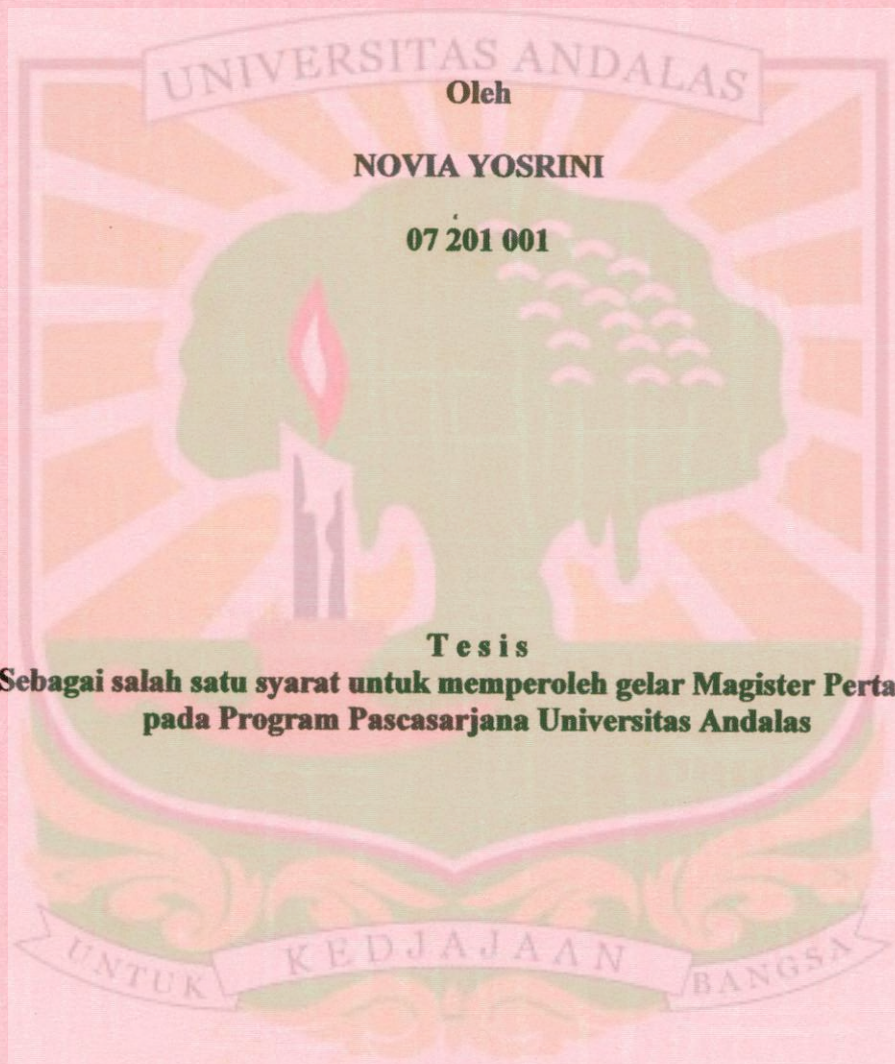 UNIVERSITAS ANDALAS
Oleh
NOVIA YOSRINI
07 201 001
Tesis
Sebagai salah satu syarat untuk memperoleh gelar Magister Perta
pada Program Pascasarjana Universitas Andalas
UNTUK KEDJAJAAN BANGSA